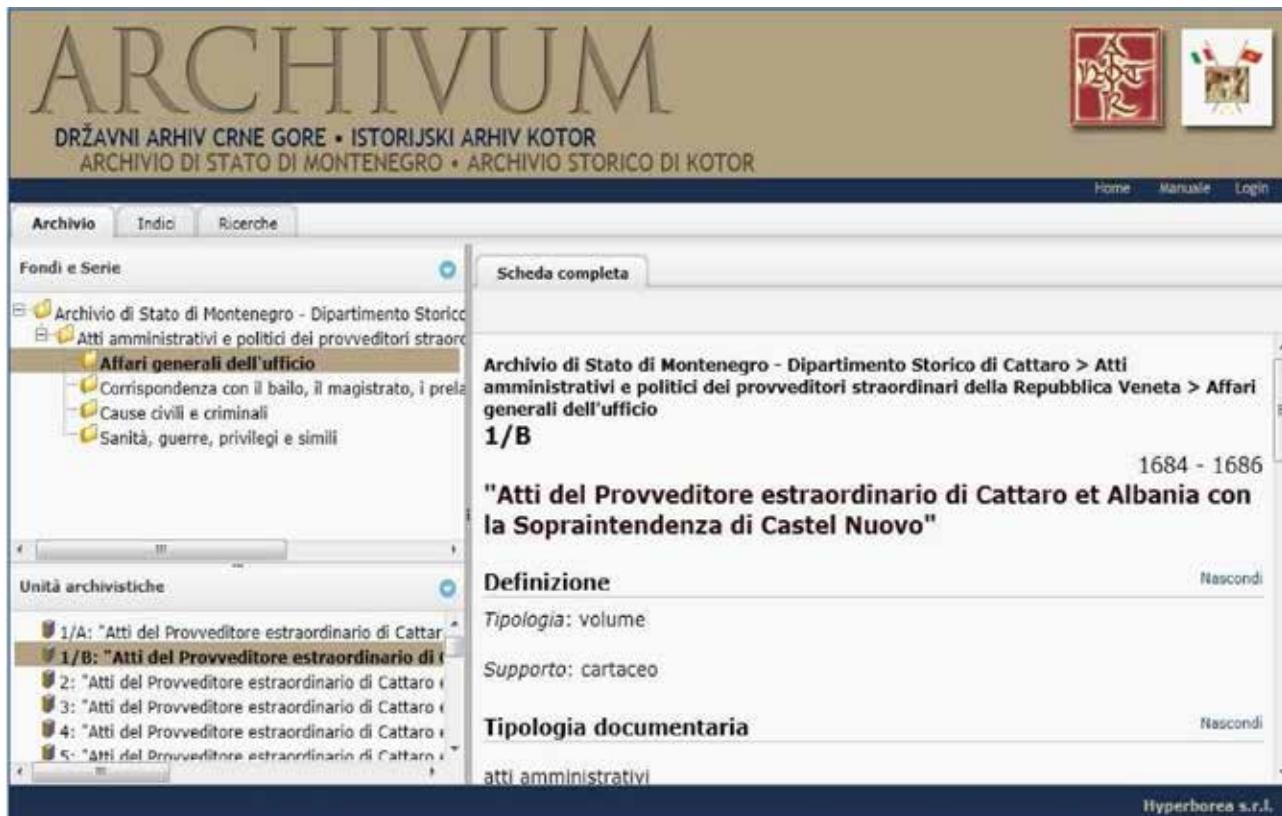 ARCHIVUM
DRŽAVNI ARHIV CRNE GORE • ISTORIJSKI ARHIV KOTOR
ARCHIVIO DI STATO DI MONTENEGRO • ARCHIVIO STORICO DI KOTOR
Home Manuale Login
Archivio Indici Ricerche
Fondi e Serie
Archivio di Stato di Montenegro - Dipartimento Storico
Atti amministrativi e politici dei provveditori straord
Affari generali dell'ufficio
Corrispondenza con il bailo, il magistrato, i prela
Cause civili e criminali
Sanità, guerre, privilegi e simili
Unità archivistiche
1/A: "Atti del Provveditore estraordinario di Cattar
1/B: "Atti del Provveditore estraordinario di
2: "Atti del Provveditore estraordinario di Cattaro
3: "Atti del Provveditore estraordinario di Cattaro
4: "Atti del Provveditore estraordinario di Cattaro
5: "Atti del Provveditore estraordinario di Cattaro
Scheda completa
Archivio di Stato di Montenegro - Dipartimento Storico di Cattaro > Atti
amministrativi e politici dei provveditori straordinari della Repubblica Veneta > Affari
generali dell'ufficio
1/B
1684 - 1686
"Atti del Provveditore estraordinario di Cattaro et Albania con
la Sopraintendenza di Castel Nuovo"
Definizione Nascondi
Tipologia: volume
Supporto: cartaceo
Tipologia documentaria Nascondi
atti amministrativi
Hyperborea s.r.l.